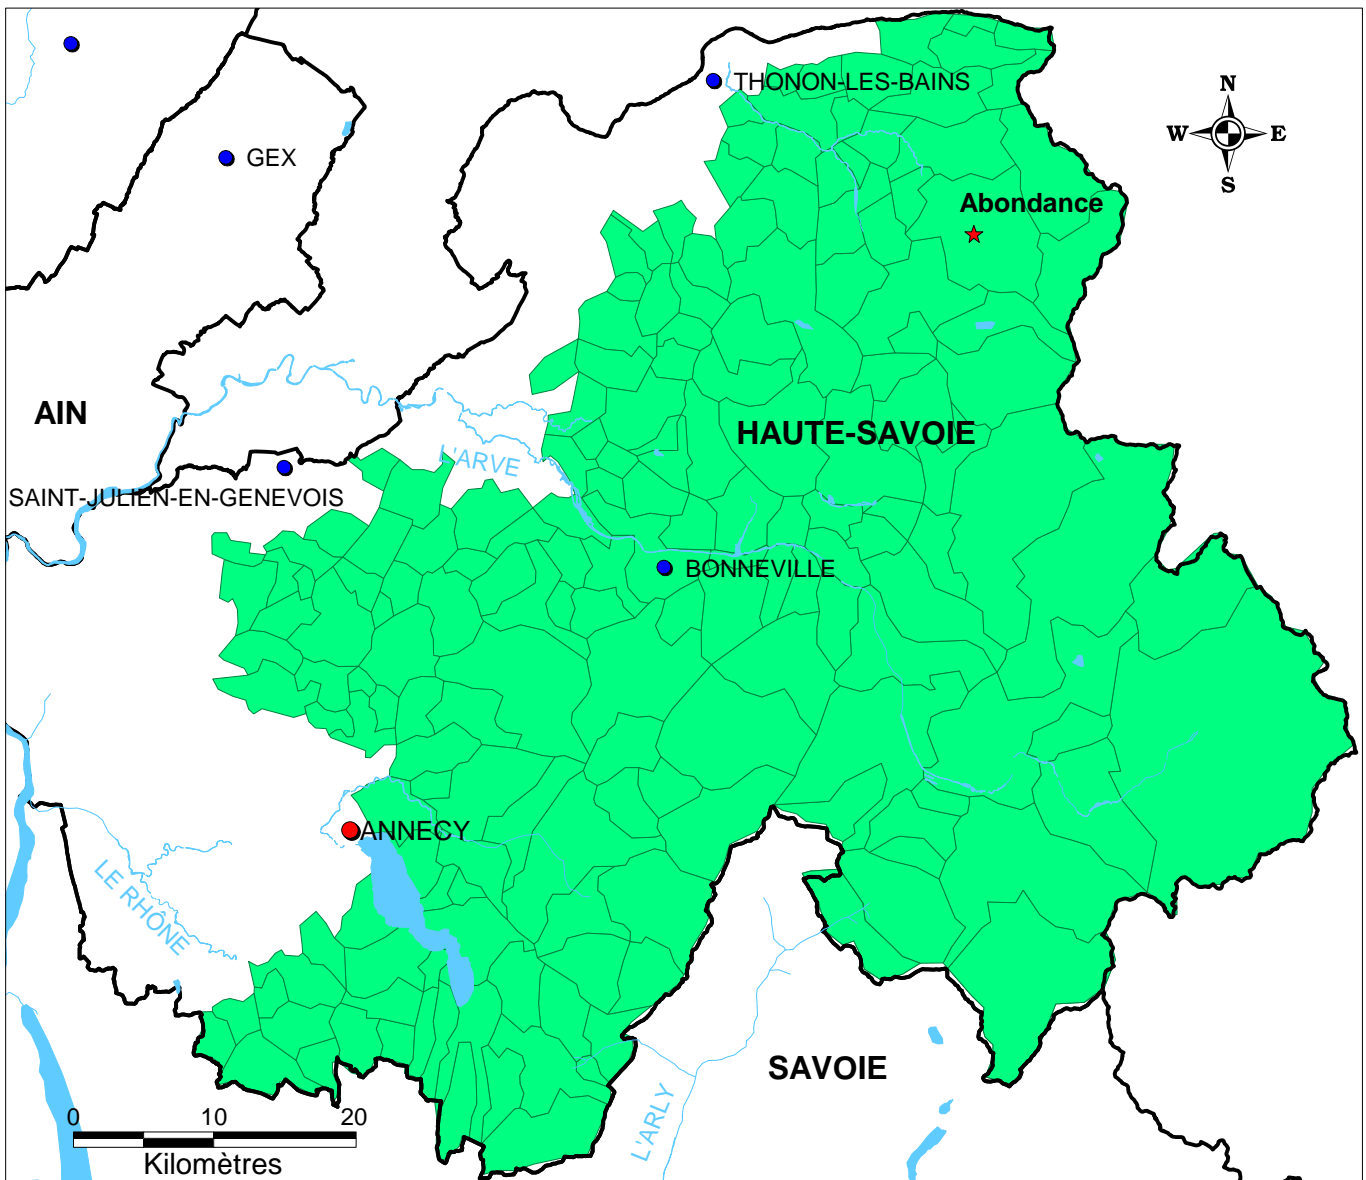 THONON-LES-BAINS
N
W E
S
GEX
Abondance
AIN
HAUTE-SAVOIE
L'ARVE
SAINT-JULIEN-EN-GENEVOIS
BONNEVILLE
ANNECY
LE RHÔNE
SAVOIE
L'ARLY
0 10 20
Kilomètres